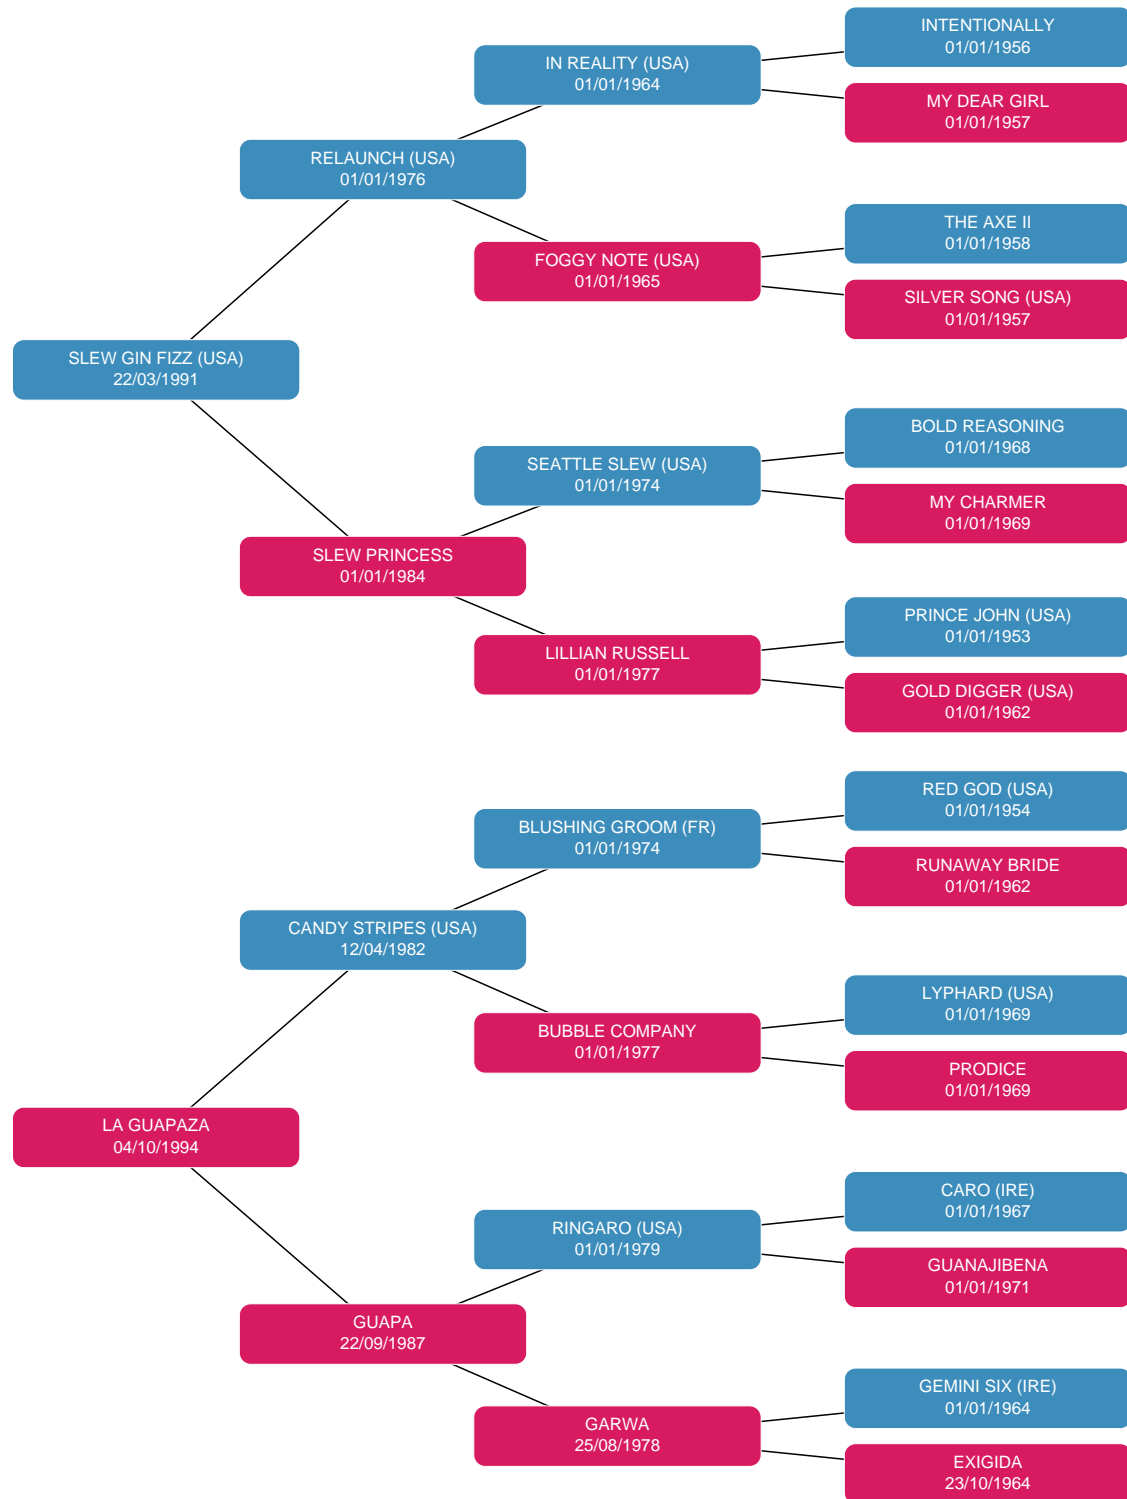 INTENTIONALLY
01/01/1956
IN REALITY (USA)
01/01/1964
MY DEAR GIRL
01/01/1957
RELAUNCH (USA)
01/01/1976
THE AXE II
01/01/1958
FOGGY NOTE (USA)
01/01/1965
SILVER SONG (USA)
01/01/1957
SLEW GIN FIZZ (USA)
22/03/1991
BOLD REASONING
01/01/1968
SEATTLE SLEW (USA)
01/01/1974
MY CHARMER
01/01/1969
SLEW PRINCESS
01/01/1984
PRINCE JOHN (USA)
01/01/1953
LILLIAN RUSSELL
01/01/1977
GOLD DIGGER (USA)
01/01/1962
RED GOD (USA)
01/01/1954
BLUSHING GROOM (FR)
01/01/1974
RUNAWAY BRIDE
01/01/1962
CANDY STRIPES (USA)
12/04/1982
LYPHARD (USA)
01/01/1969
BUBBLE COMPANY
01/01/1977
PRODICE
01/01/1969
LA GUAPAZA
04/10/1994
CARO (IRE)
01/01/1967
RINGARO (USA)
01/01/1979
GUANAJIBENA
01/01/1971
GUAPA
22/09/1987
GEMINI SIX (IRE)
01/01/1964
GARWA
25/08/1978
EXIGIDA
23/10/1964